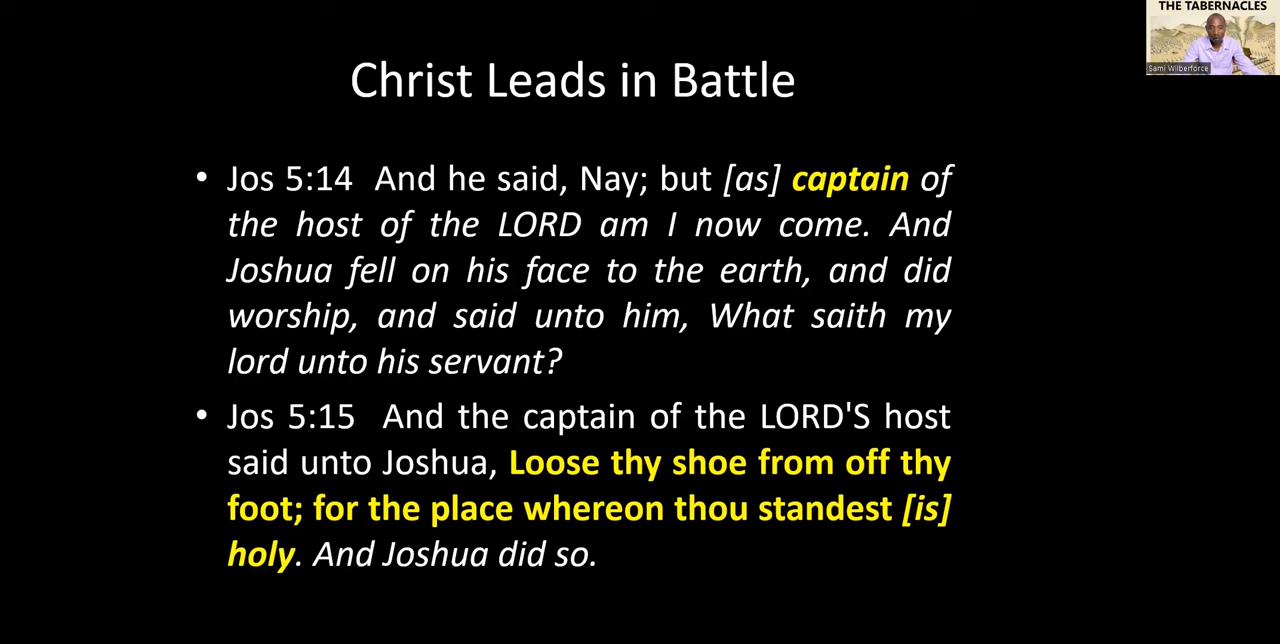 THE TABERNACLES
Sami Wilberforce
Christ Leads in Battle
• Jos 5:14 And he said, Nay; but [as] captain of
the host of the LORD am I now come. And
Joshua fell on his face to the earth, and did
worship, and said unto him, What saith my
lord unto his servant?
• Jos 5:15 And the captain of the LORD'S host
said unto Joshua, Loose thy shoe from off thy
foot; for the place whereon thou standest [is]
holy. And Joshua did so.